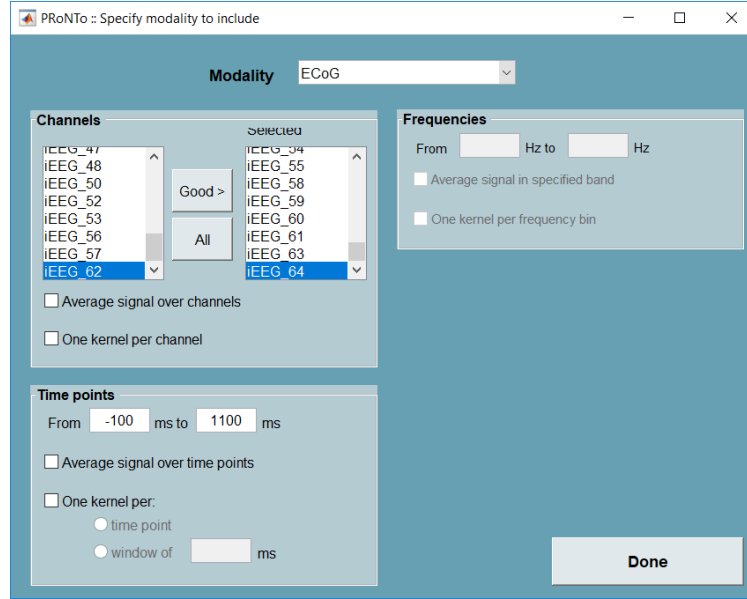 PRoNTo :: Specify modality to include
Modality ECoG
Channels
Selected
iEEG_47
iEEG_48
iEEG_50
iEEG_52
iEEG_53
iEEG_56
iEEG_57
iEEG_62
Good >
All
iEEG_54
iEEG_55
iEEG_58
iEEG_59
iEEG_60
iEEG_61
iEEG_63
iEEG_64
Average signal over channels
One kernel per channel
Frequencies
From Hz to Hz
Average signal in specified band
One kernel per frequency bin
Time points
From -100 ms to 1100 ms
Average signal over time points
One kernel per:
time point
window of ms
Done